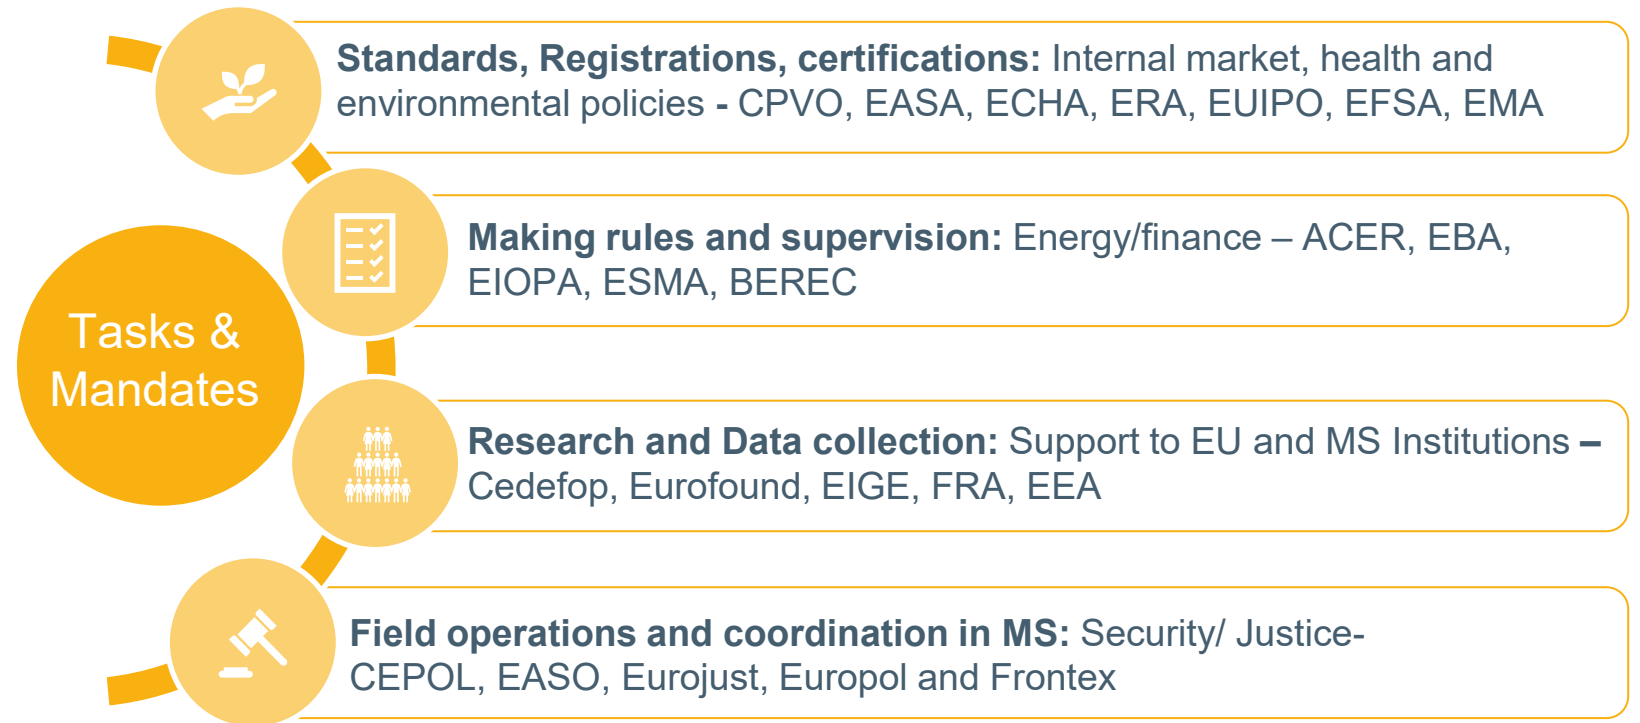 Standards, Registrations, certifications: Internal market, health and
environmental policies - CPVO, EASA, ECHA, ERA, EUIPO, EFSA, EMA
Making rules and supervision: Energy/finance – ACER, EBA,
EIOPA, ESMA, BEREC
Tasks &
Mandates
Research and Data collection: Support to EU and MS Institutions –
Cedefop, Eurofound, EIGE, FRA, EEA
Field operations and coordination in MS: Security/ Justice-
CEPOL, EASO, Eurojust, Europol and Frontex